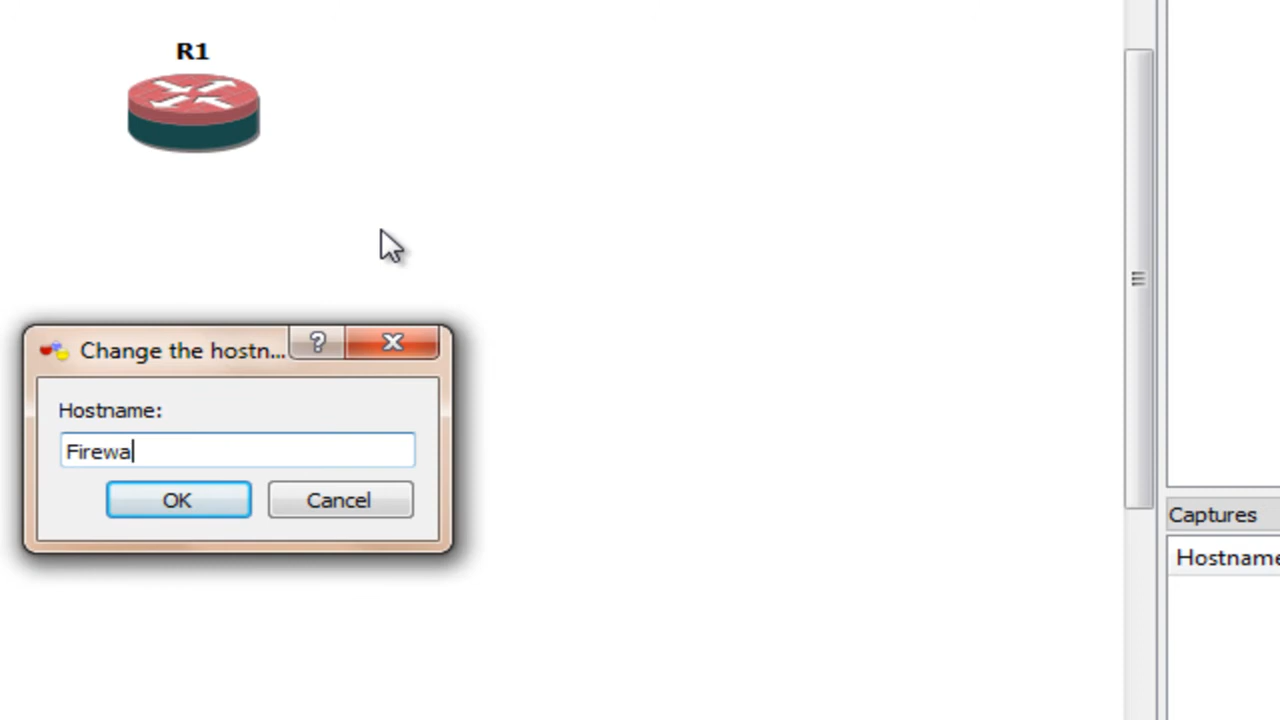 R1
Change the hostn...
?
Hostname:
Firewa
OK
Cancel
Captures
Hostname